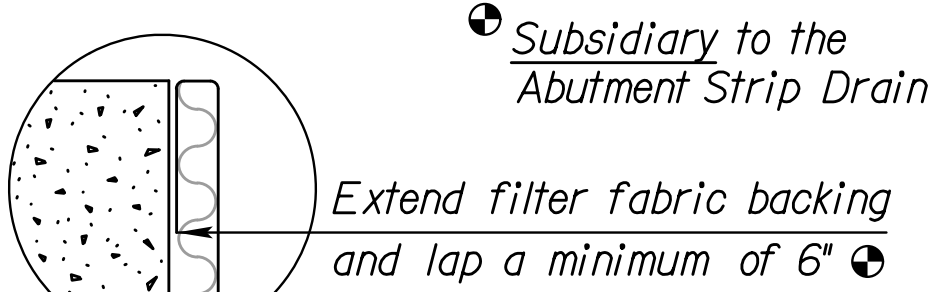 Subsidiary to the
Abutment Strip Drain
Extend filter fabric backing
and lap a minimum of 6"